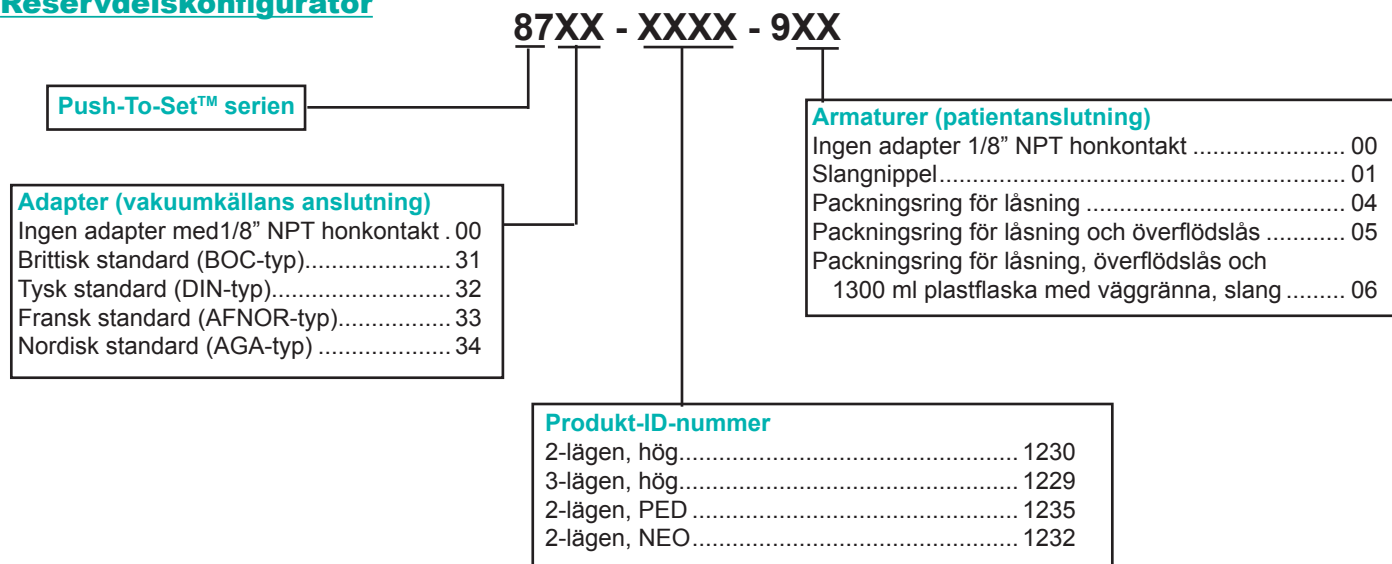 Reservdelskonfigurator
87XX - XXXX - 9XX
Push-To-Set™ serien
Adapter (vakuumkällans anslutning)
Ingen adapter med1/8” NPT honkontakt . 00
Brittisk standard (BOC-typ)...................... 31
Tysk standard (DIN-typ)........................... 32
Fransk standard (AFNOR-typ)................. 33
Nordisk standard (AGA-typ) .................... 34
Armaturer (patientanslutning)
Ingen adapter 1/8” NPT honkontakt ....................... 00
Slangnippel.............................................................. 01
Packningsring för låsning ....................................... 04
Packningsring för låsning och överflödslås ............ 05
Packningsring för låsning, överflödslås och
1300 ml plastflaska med väggränna, slang ......... 06
Produkt-ID-nummer
2-lägen, hög................................................... 1230
3-lägen, hög................................................... 1229
2-lägen, PED ................................................. 1235
2-lägen, NEO................................................. 1232